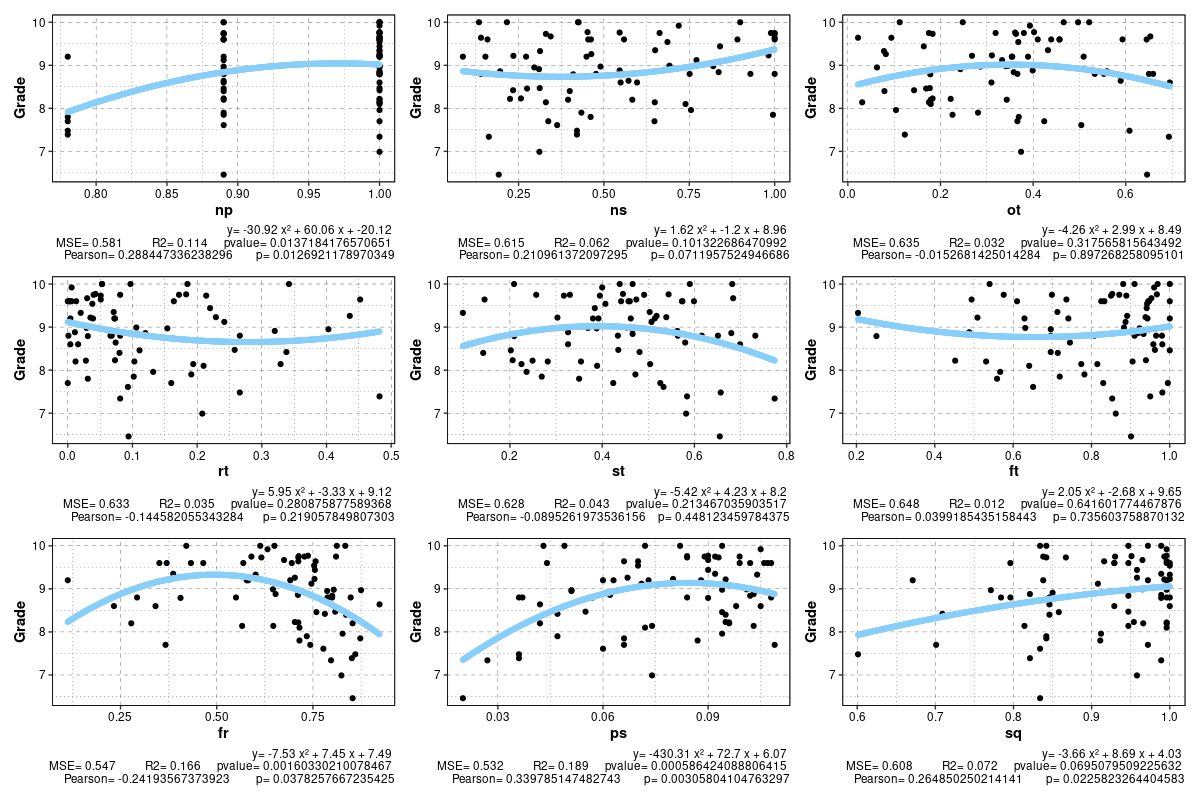 10
9
8
7
Grade
0.80 0.85 0.90 0.95 1.00
np
y= -30.92 x² + 60.06 x + -20.12
MSE= 0.581 R2= 0.114 pvalue= 0.0137184176570651
Pearson= 0.288447336238296 p= 0.01269211789703​49
10
9
8
7
Grade
0.25 0.50 0.75 1.00
ns
y= 1.62 x² + -1.2 x + 8.96
MSE= 0.615 R2= 0.062 pvalue= 0.101322686470992
Pearson= 0.210961372097295 p= 0.0711957524946686
10
9
8
7
Grade
0.0 0.2 0.4 0.6
ot
y= -4.26 x² + 2.99 x + 8.49
MSE= 0.635 R2= 0.032 pvalue= 0.317565815643492
Pearson= -0.0152681425014284 p= 0.897268258095101
10
9
8
7
Grade
0.0 0.1 0.2 0.3 0.4 0.5
rt
y= 5.95 x² + -3.33 x + 9.12
MSE= 0.633 R2= 0.035 pvalue= 0.280875877589368
Pearson= -0.144582055343284 p= 0.219057849807303
10
9
8
7
Grade
0.2 0.4 0.6 0.8
st
y= -5.42 x² + 4.23 x + 8.2
MSE= 0.628 R2= 0.043 pvalue= 0.213467035903517
Pearson= -0.0895261973536156 p= 0.448123459784375
10
9
8
7
Grade
0.2 0.4 0.6 0.8 1.0
ft
y= 2.05 x² + -2.68 x + 9.65
MSE= 0.648 R2= 0.012 pvalue= 0.641601774467876
Pearson= 0.0399185435158443 p= 0.735603758870132
10
9
8
7
Grade
0.25 0.50 0.75
fr
y= -7.53 x² + 7.45 x + 7.49
MSE= 0.547 R2= 0.166 pvalue= 0.00160330210078467
Pearson= -0.24193567373923 p= 0.0378257667235425
10
9
8
7
Grade
0.03 0.06 0.09
ps
y= -430.31 x² + 72.7 x + 6.07
MSE= 0.532 R2= 0.189 pvalue= 0.000586424088806415
Pearson= 0.339785147482743 p= 0.00305804104763297
10
9
8
7
Grade
0.6 0.7 0.8 0.9 1.0
sq
y= -3.66 x² + 8.69 x + 4.03
MSE= 0.608 R2= 0.072 pvalue= 0.0695079509225632
Pearson= 0.264850250214141 p= 0.0225823264404583